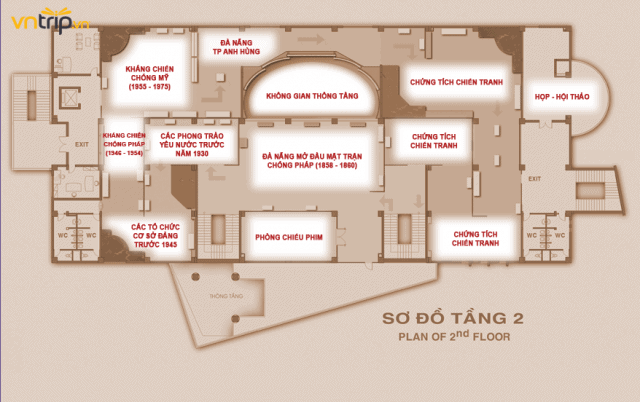 vntrip.vn
ĐÀ NẴNG
TP ANH HÙNG
KHÁNG CHIẾN
CHỐNG MỸ
(1955 - 1975)
KHÔNG GIAN THÔNG TẦNG
CHỨNG TÍCH CHIẾN TRANH
HỌP - HỘI THẢO
EXIT
KHÁNG CHIẾN
CHỐNG PHÁP
(1946 - 1954)
CÁC PHONG TRÀO
YÊU NƯỚC TRƯỚC
NĂM 1930
ĐÀ NẴNG MỞ ĐẦU MẶT TRẬN
CHỐNG PHÁP (1858 - 1860)
CHỨNG TÍCH
CHIẾN TRANH
EXIT
CÁC TỔ CHỨC
CƠ SỞ ĐẢNG
TRƯỚC 1945
PHÒNG CHIẾU PHIM
CHỨNG TÍCH
CHIẾN TRANH
WC
WC
WC
WC
THÔNG TẦNG
SƠ ĐỒ TẦNG 2
PLAN OF 2nd FLOOR